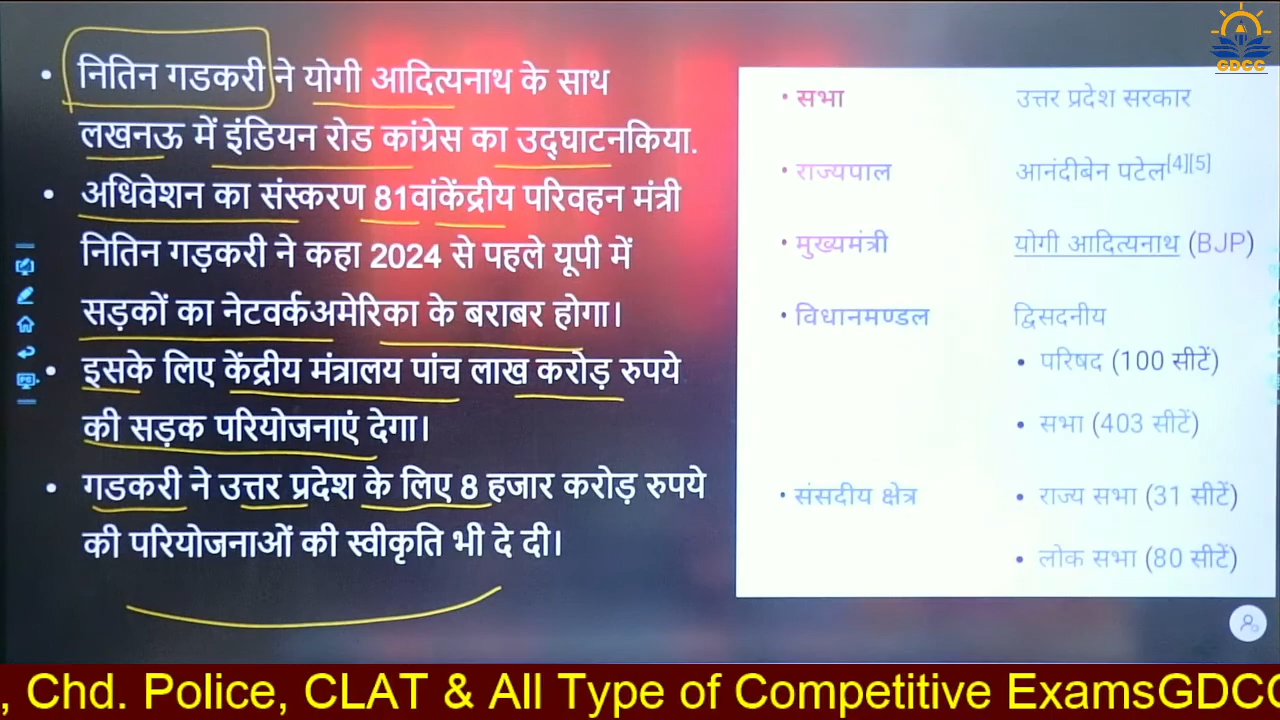 • नितिन गडकरी ने योगी आदित्यनाथ के साथ
लखनऊ में इंडियन रोड कांग्रेस का उद्घाटनकिया.
• अधिवेशन का संस्करण 81वांकेंद्रीय परिवहन मंत्री
नितिन गड़करी ने कहा 2024 से पहले यूपी में
सड़कों का नेटवर्कअमेरिका के बराबर होगा।
• इसके लिए केंद्रीय मंत्रालय पांच लाख करोड़ रुपये
की सड़क परियोजनाएं देगा।
• गडकरी ने उत्तर प्रदेश के लिए 8 हजार करोड़ रुपये
की परियोजनाओं की स्वीकृति भी दे दी।
• सभा उत्तर प्रदेश सरकार
• राज्यपाल आनंदीबेन पटेल[4][5]
• मुख्यमंत्री योगी आदित्यनाथ (BJP)
• विधानमण्डल द्विसदनीय
• परिषद (100 सीटें)
• सभा (403 सीटें)
• संसदीय क्षेत्र • राज्य सभा (31 सीटें)
• लोक सभा (80 सीटें)
GDCC
, Chd. Police, CLAT & All Type of Competitive ExamsGDCC